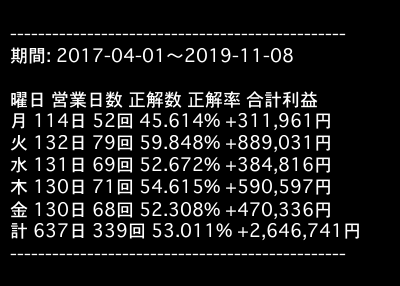 ------------------------------------------------
期間: 2017-04-01～2019-11-08
曜日 営業日数 正解数 正解率 合計利益
月 114日 52回 45.614% +311,961円
火 132日 79回 59.848% +889,031円
水 131日 69回 52.672% +384,816円
木 130日 71回 54.615% +590,597円
金 130日 68回 52.308% +470,336円
計 637日 339回 53.011% +2,646,741円
------------------------------------------------